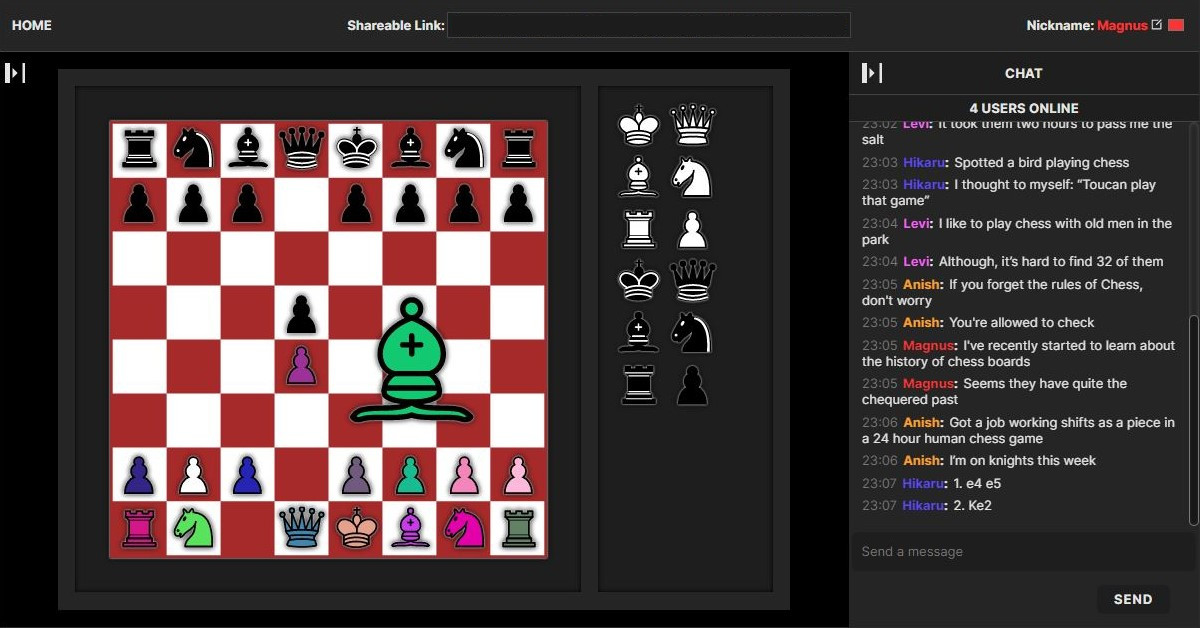 HOME
Shareable Link:
Nickname: Magnus
CHAT
4 USERS ONLINE
23:02 Levi: It took them two hours to pass me the
salt
23:03 Hikaru: Spotted a bird playing chess
23:03 Hikaru: I thought to myself: “Toucan play
that game”
23:04 Levi: I like to play chess with old men in the
park
23:04 Levi: Although, it’s hard to find 32 of them
23:05 Anish: If you forget the rules of Chess,
don't worry
23:05 Anish: You're allowed to check
23:05 Magnus: I've recently started to learn about
the history of chess boards
23:05 Magnus: Seems they have quite the
chequered past
23:06 Anish: Got a job working shifts as a piece in
a 24 hour human chess game
23:06 Anish: I’m on knights this week
23:07 Hikaru: 1. e4 e5
23:07 Hikaru: 2. Ke2
Send a message
SEND